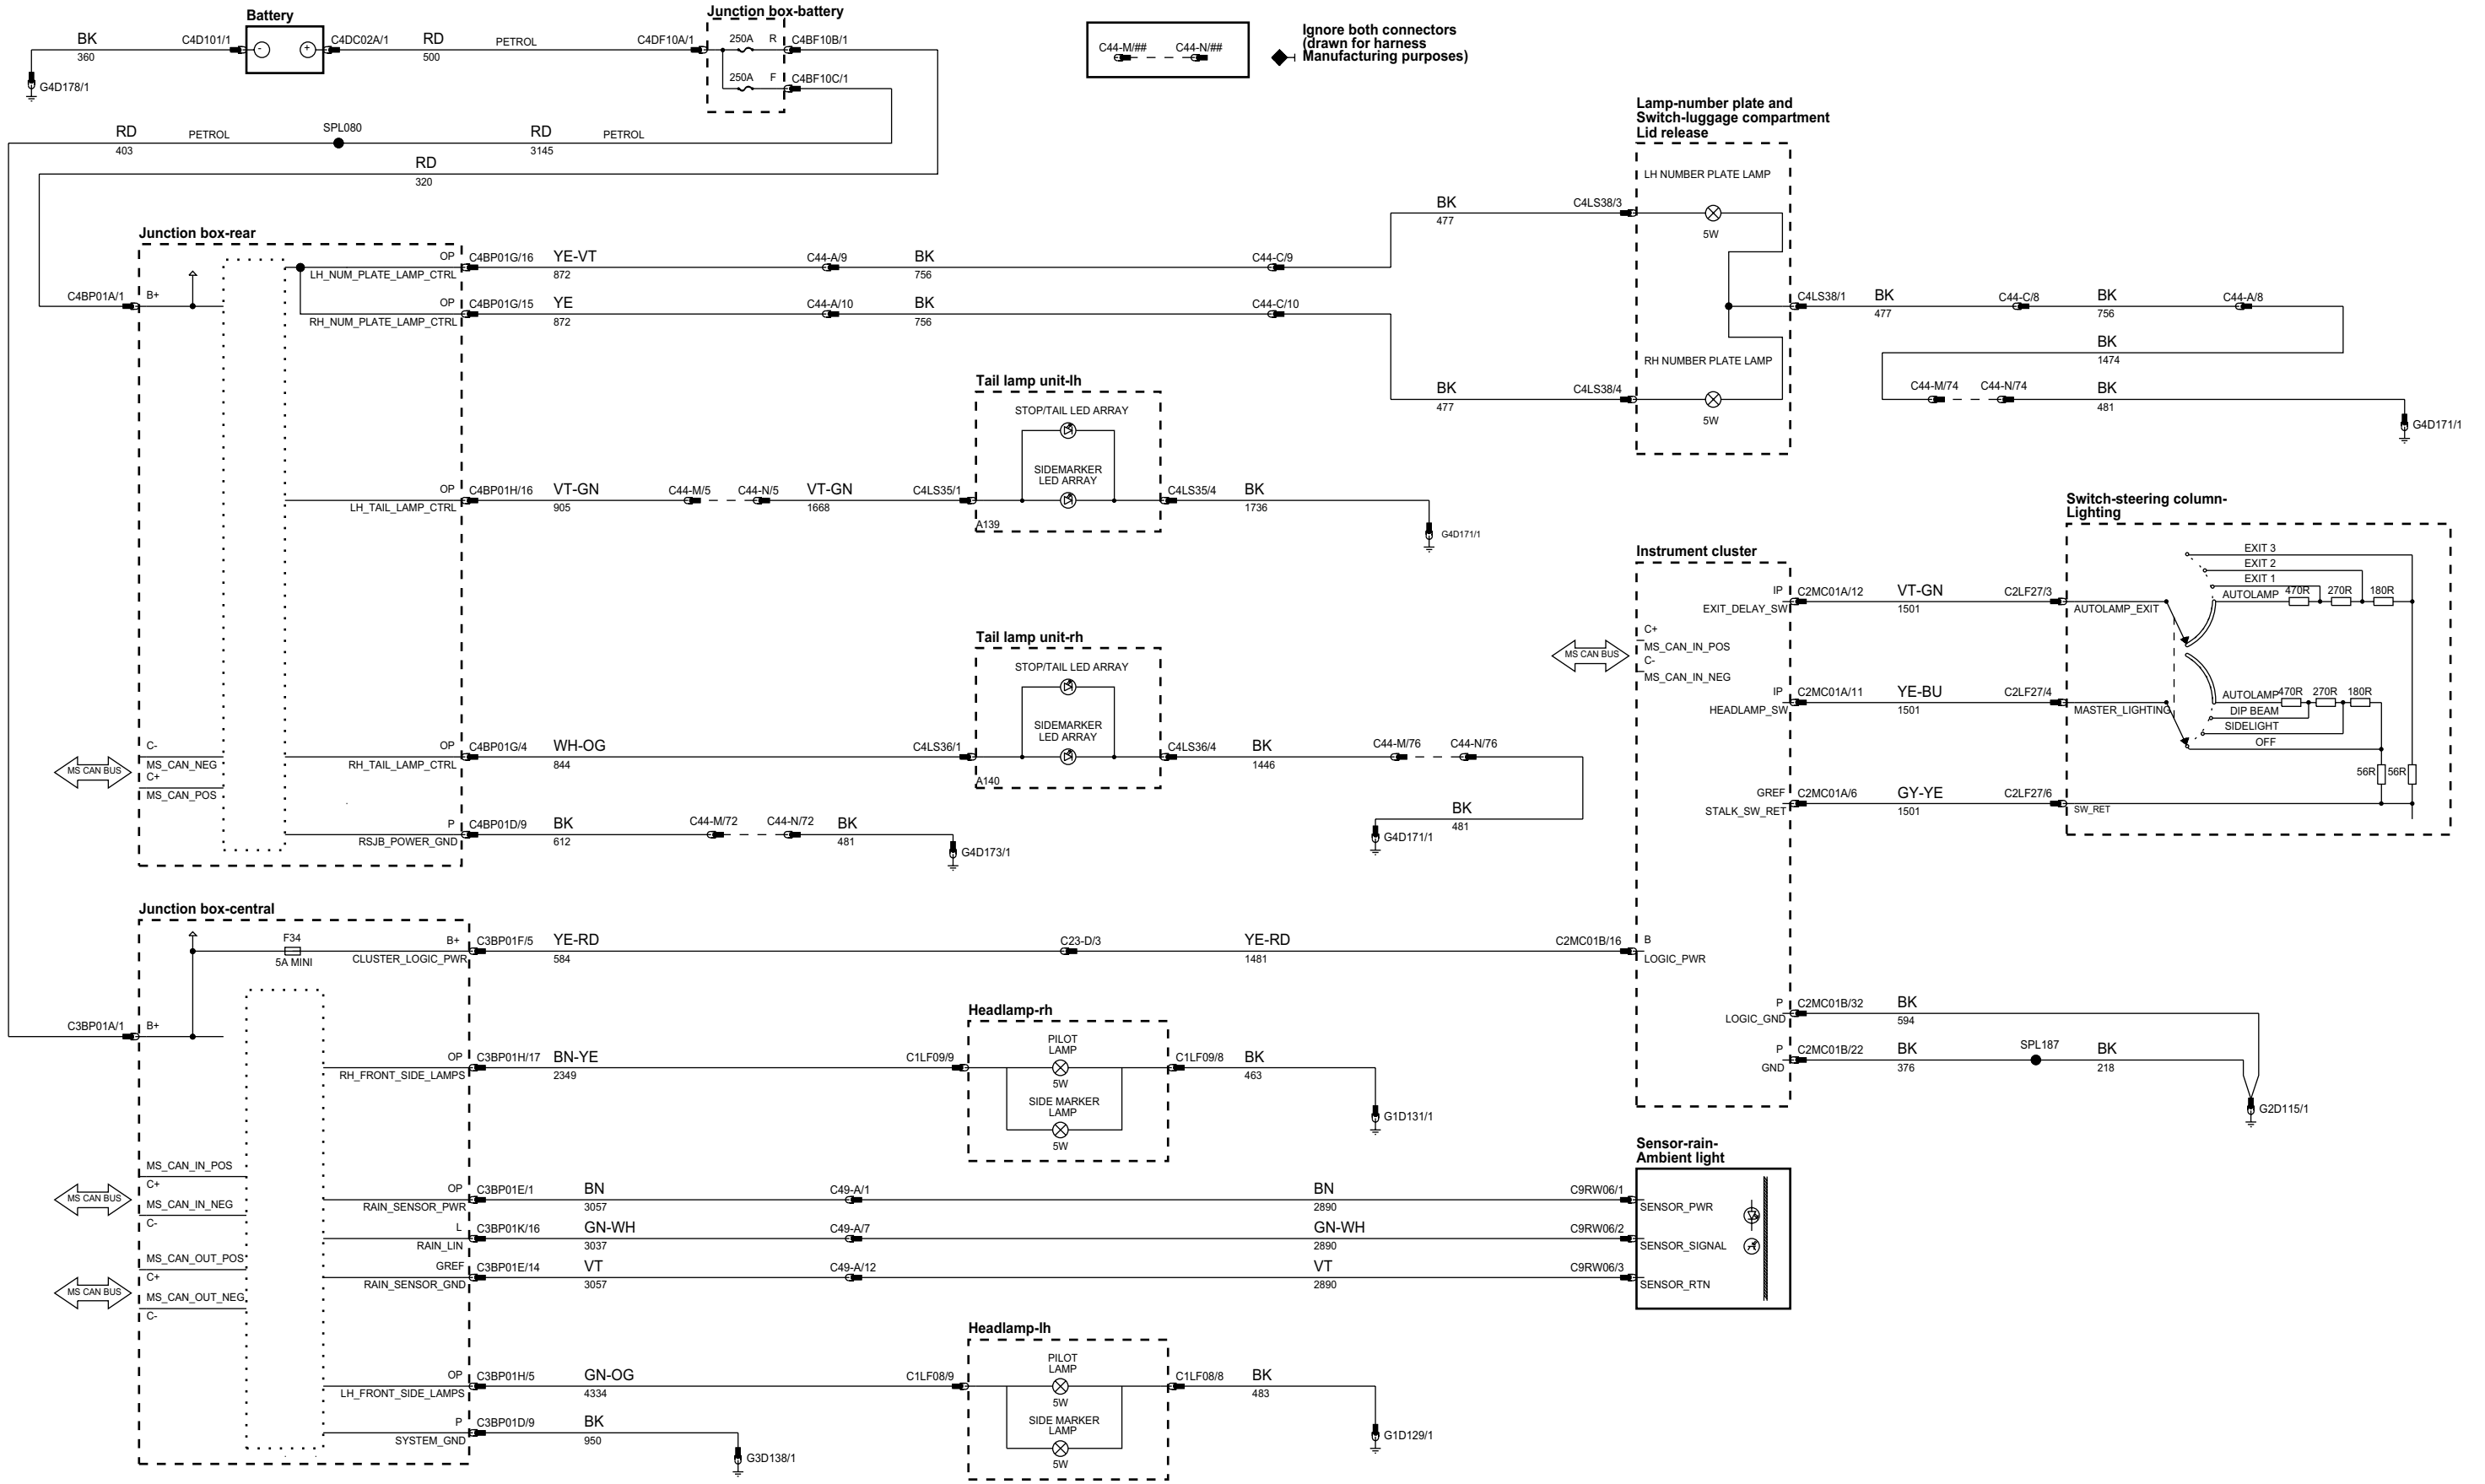 Battery
Junction box-battery
BK
360
C4D101/1
-
+
C4DC02A/1
RD
500
PETROL
C4DF10A/1
250A
R
C4BF10B/1
250A
F
C4BF10C/1
G4D178/1
C44-M/##
C44-N/##
Ignore both connectors
(drawn for harness
Manufacturing purposes)
RD
403
PETROL
SPL080
RD
3145
PETROL
RD
320
Lamp-number plate and
Switch-luggage compartment
Lid release
LH NUMBER PLATE LAMP
5W
BK
477
C4LS38/3
Junction box-rear
OP
C4BP01G/16
YE-VT
LH_NUM_PLATE_LAMP_CTRL
872
C44-A/9
BK
756
C44-C/9
C4BP01A/1
B+
OP
C4BP01G/15
YE
RH_NUM_PLATE_LAMP_CTRL
872
C44-A/10
BK
756
C44-C/10
C4LS38/1
BK
477
C44-C/8
BK
756
C44-A/8
BK
1474
RH NUMBER PLATE LAMP
5W
BK
477
C4LS38/4
C44-M/74
C44-N/74
BK
481
G4D171/1
Tail lamp unit-lh
STOP/TAIL LED ARRAY
SIDEMARKER
LED ARRAY
A139
OP
C4BP01H/16
VT-GN
LH_TAIL_LAMP_CTRL
905
C44-M/5
C44-N/5
VT-GN
1668
C4LS35/1
C4LS35/4
BK
1736
G4D171/1
Switch-steering column-
Lighting
EXIT 3
EXIT 2
EXIT 1
AUTOLAMP
470R
270R
180R
AUTOLAMP_EXIT
AUTOLAMP
470R
270R
180R
DIP BEAM
MASTER_LIGHTING
SIDELIGHT
OFF
56R
56R
SW_RET
Instrument cluster
IP
C2MC01A/12
VT-GN
C2LF27/3
EXIT_DELAY_SW
1501
MS CAN BUS
C+
MS_CAN_IN_POS
C-
MS_CAN_IN_NEG
IP
C2MC01A/11
YE-BU
C2LF27/4
HEADLAMP_SW
1501
GREF
C2MC01A/6
GY-YE
C2LF27/6
STALK_SW_RET
1501
Tail lamp unit-rh
STOP/TAIL LED ARRAY
SIDEMARKER
LED ARRAY
A140
MS CAN BUS
C-
MS_CAN_NEG
C+
MS_CAN_POS
OP
C4BP01G/4
WH-OG
RH_TAIL_LAMP_CTRL
844
C4LS36/1
C4LS36/4
BK
1446
C44-M/76
C44-N/76
BK
481
G4D171/1
P
C4BP01D/9
BK
RSJB_POWER_GND
612
C44-M/72
C44-N/72
BK
481
G4D173/1
Junction box-central
F34
5A MINI
B+
C3BP01F/5
YE-RD
CLUSTER_LOGIC_PWR
584
C23-D/3
YE-RD
1481
C2MC01B/16
B
LOGIC_PWR
C3BP01A/1
B+
P
C2MC01B/32
BK
LOGIC_GND
594
P
C2MC01B/22
BK
GND
376
SPL187
BK
218
G2D115/1
Headlamp-rh
PILOT
LAMP
5W
SIDE MARKER
LAMP
5W
OP
C3BP01H/17
BN-YE
RH_FRONT_SIDE_LAMPS
2349
C1LF09/9
C1LF09/8
BK
463
G1D131/1
Sensor-rain-
Ambient light
SENSOR_PWR
SENSOR_SIGNAL
SENSOR_RTN
MS CAN BUS
MS_CAN_IN_POS
C+
MS_CAN_IN_NEG
C-
OP
C3BP01E/1
BN
RAIN_SENSOR_PWR
3057
C49-A/1
BN
2890
C9RW06/1
L
C3BP01K/16
GN-WH
RAIN_LIN
3037
C49-A/7
GN-WH
2890
C9RW06/2
MS CAN BUS
MS_CAN_OUT_POS
C+
MS_CAN_OUT_NEG
C-
GREF
C3BP01E/14
VT
RAIN_SENSOR_GND
3057
C49-A/12
VT
2890
C9RW06/3
Headlamp-lh
PILOT
LAMP
5W
SIDE MARKER
LAMP
5W
OP
C3BP01H/5
GN-OG
LH_FRONT_SIDE_LAMPS
4334
C1LF08/9
C1LF08/8
BK
483
G1D129/1
P
C3BP01D/9
BK
SYSTEM_GND
950
G3D138/1